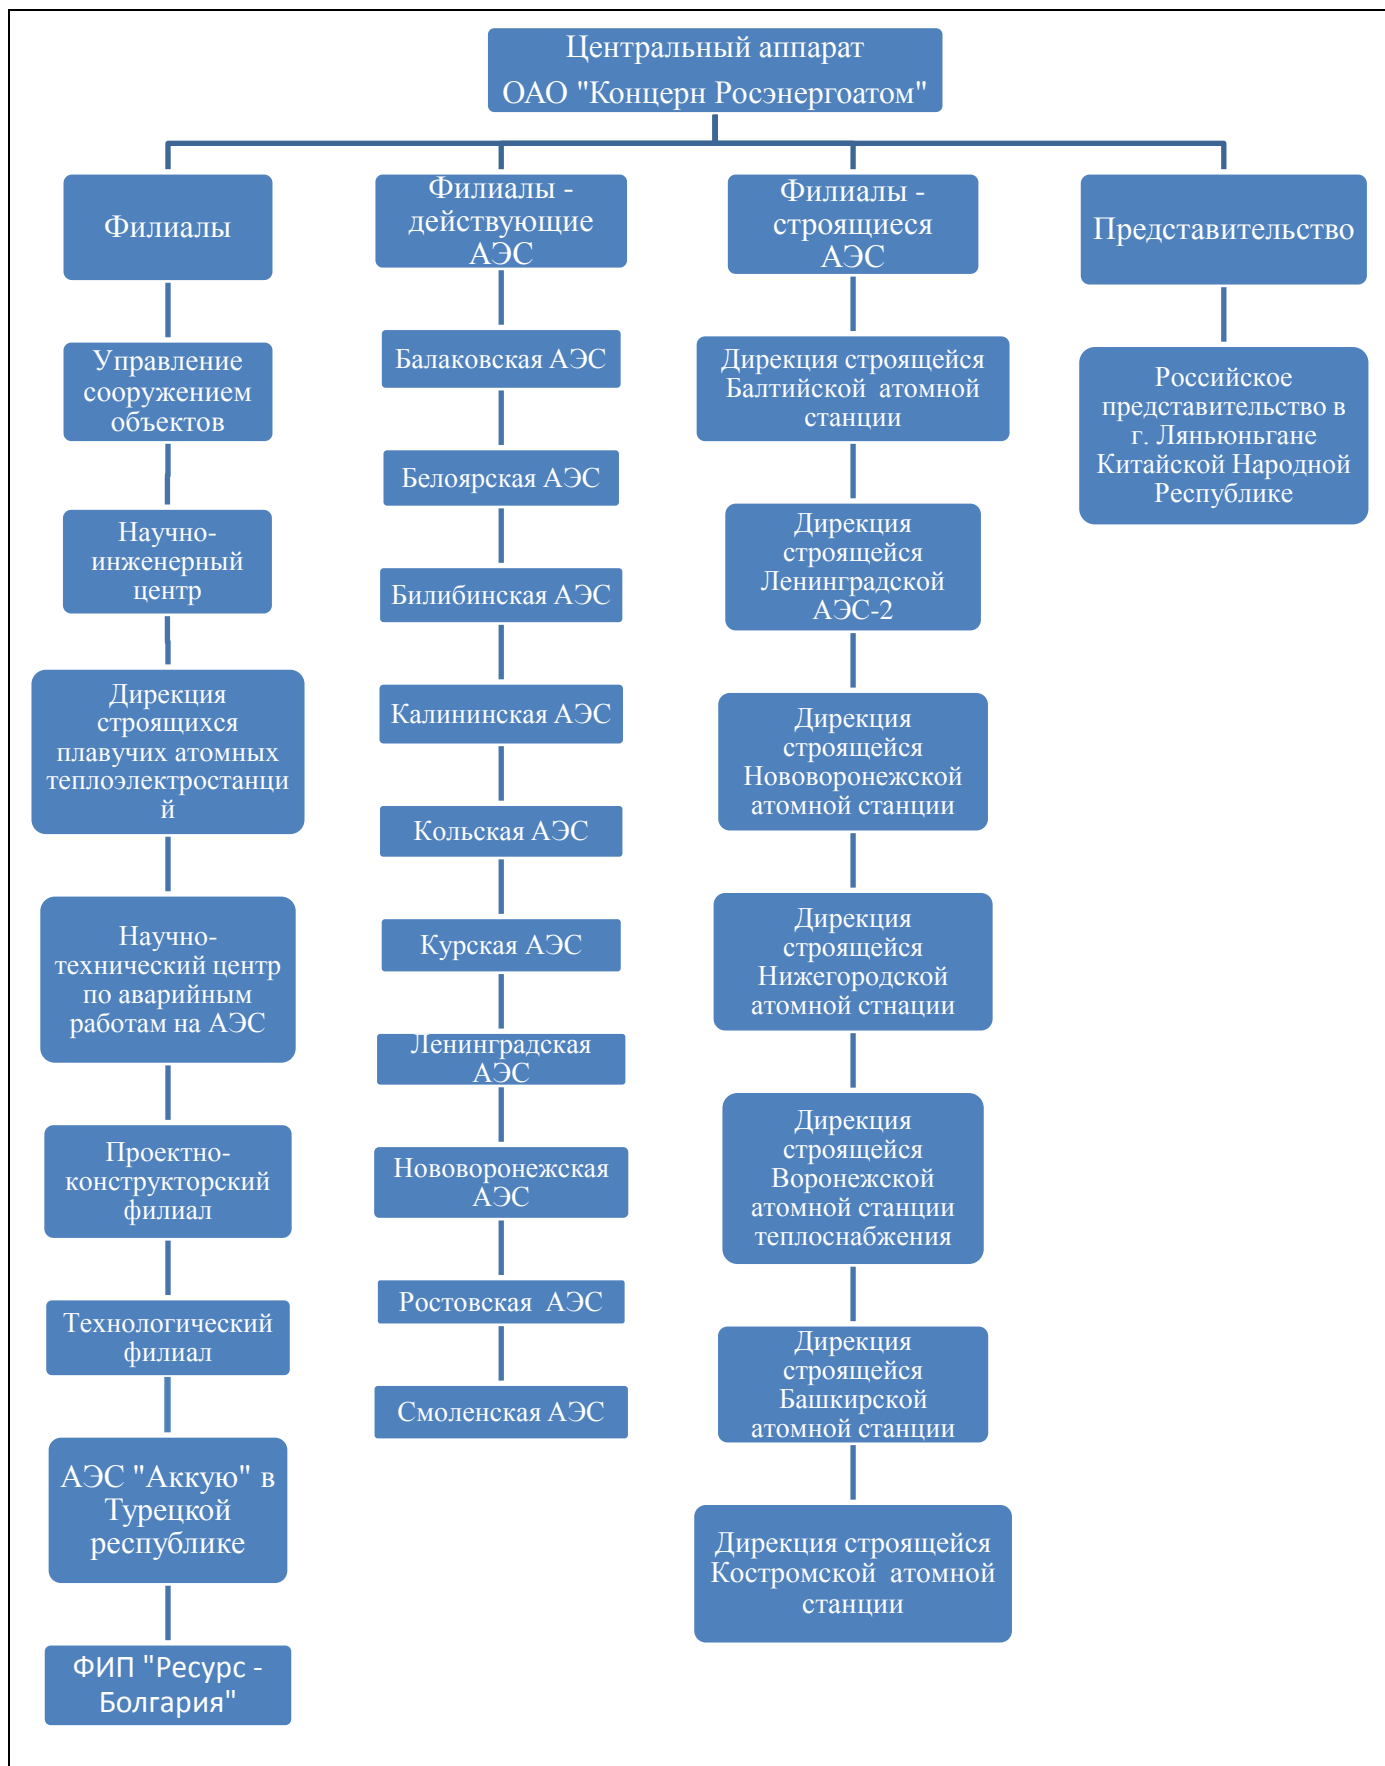 Центральный аппарат
ОАО "Концерн Росэнергоатом"
Филиалы
Управление
сооружением
объектов
Научно-
инженерный
центр
Дирекция
строящихся
плавучих атомных
теплоэлектростанци
й
Научно-
технический центр
по аварийным
работам на АЭС
Проектно-
конструкторский
филиал
Технологический
филиал
АЭС "Аккую" в
Турецкой
республике
ФИП "Ресурс -
Болгария"
Филиалы -
действующие
АЭС
Балаковская АЭС
Белоярская АЭС
Билибинская АЭС
Калининская АЭС
Кольская АЭС
Курская АЭС
Ленинградская
АЭС
Нововоронежская
АЭС
Ростовская АЭС
Смоленская АЭС
Филиалы -
строящиеся
АЭС
Дирекция строящейся
Балтийской атомной
станции
Дирекция
строящейся
Ленинградской
АЭС-2
Дирекция
строящейся
Нововоронежской
атомной станции
Дирекция
строящейся
Нижегородской
атомной стнации
Дирекция
строящейся
Воронежской
атомной станции
теплоснабжения
Дирекция
строящейся
Башкирской
атомной станции
Дирекция строящейся
Костромской атомной
станции
Представительство
Российское
представительство в
г. Ляньюньгане
Китайской Народной
Республике